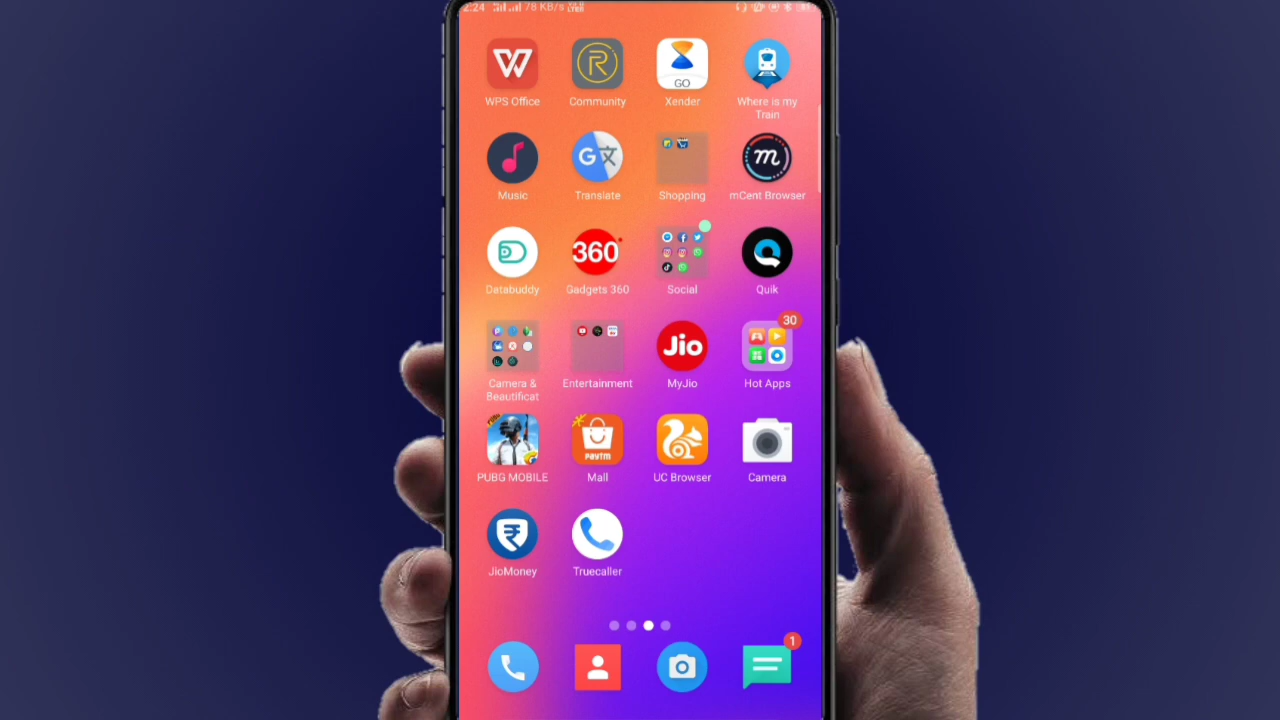 2:24 78 KB/s
GO
WPS Office Community Xender Where is my
Train
Music Translate Shopping mCent Browser
360
Databuddy Gadgets 360 Social Quik
Jio
30
Camera & Entertainment MyJio Hot Apps
Beautificat
paytm
PUBG MOBILE Mall UC Browser Camera
JioMoney Truecaller
1